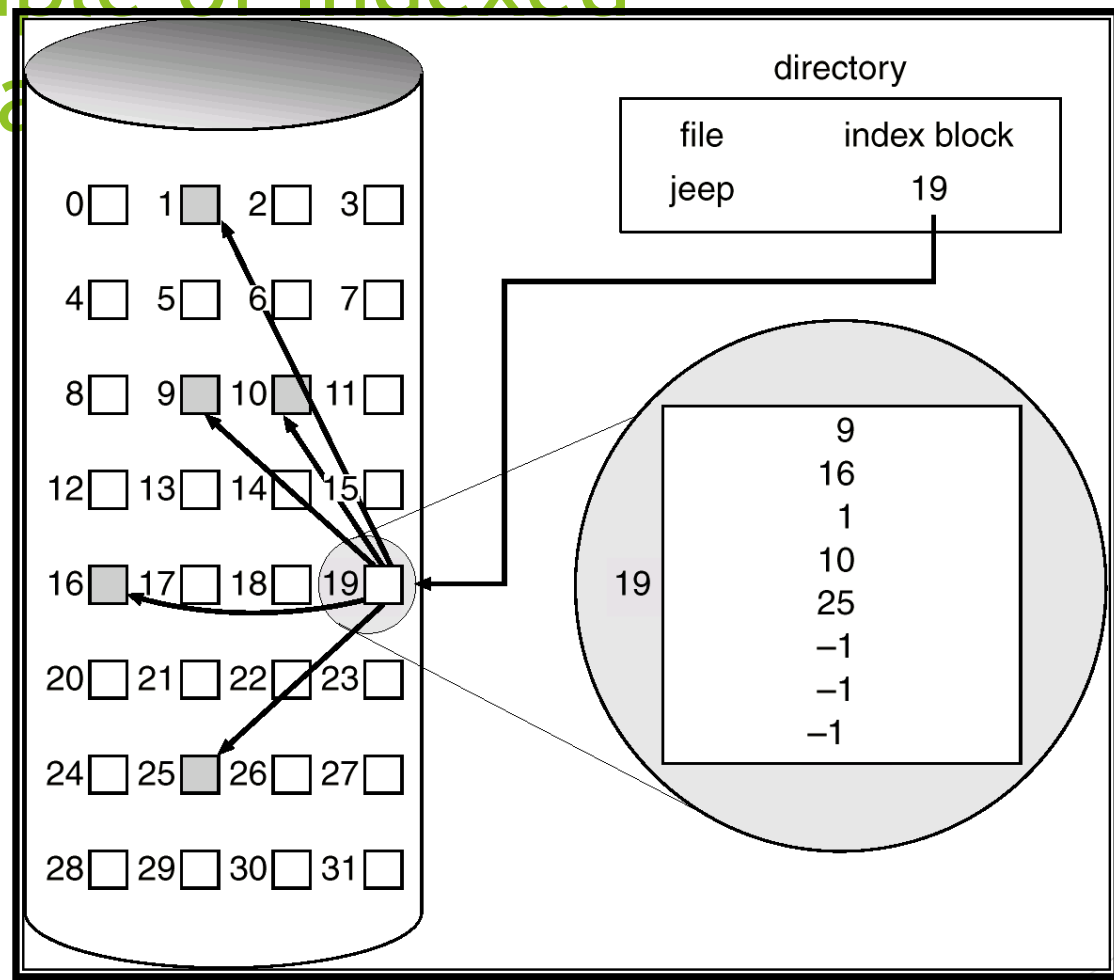 directory
file index block
jeep 19
0 1 2 3
4 5 6 7
8 9 10 11
12 13 14 15
16 17 18 19
20 21 22 23
24 25 26 27
28 29 30 31
19
9
16
1
10
25
–1
–1
–1